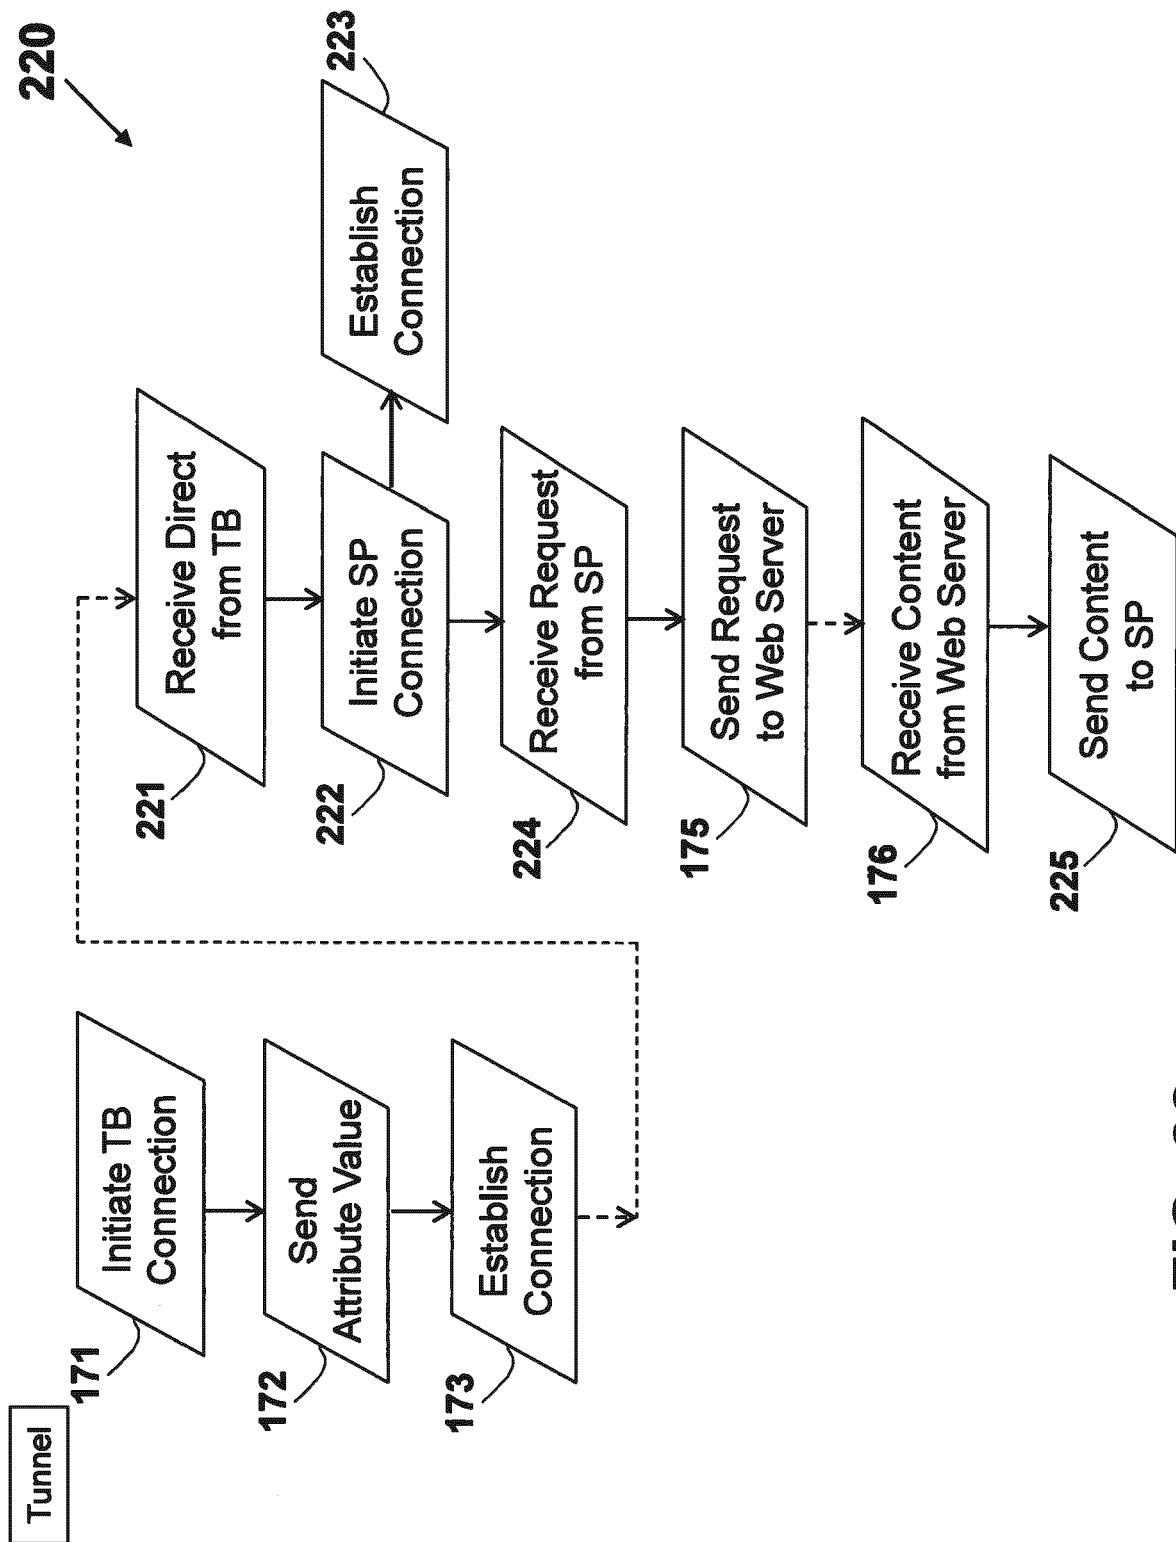 Tunnel
220
171
Initiate TB
Connection
172
Send
Attribute Value
173
Establish
Connection
221
Receive Direct
from TB
222
Initiate SP
Connection
223
Establish
Connection
224
Receive Request
from SP
175
Send Request
to Web Server
176
Receive Content
from Web Server
225
Send Content
to SP